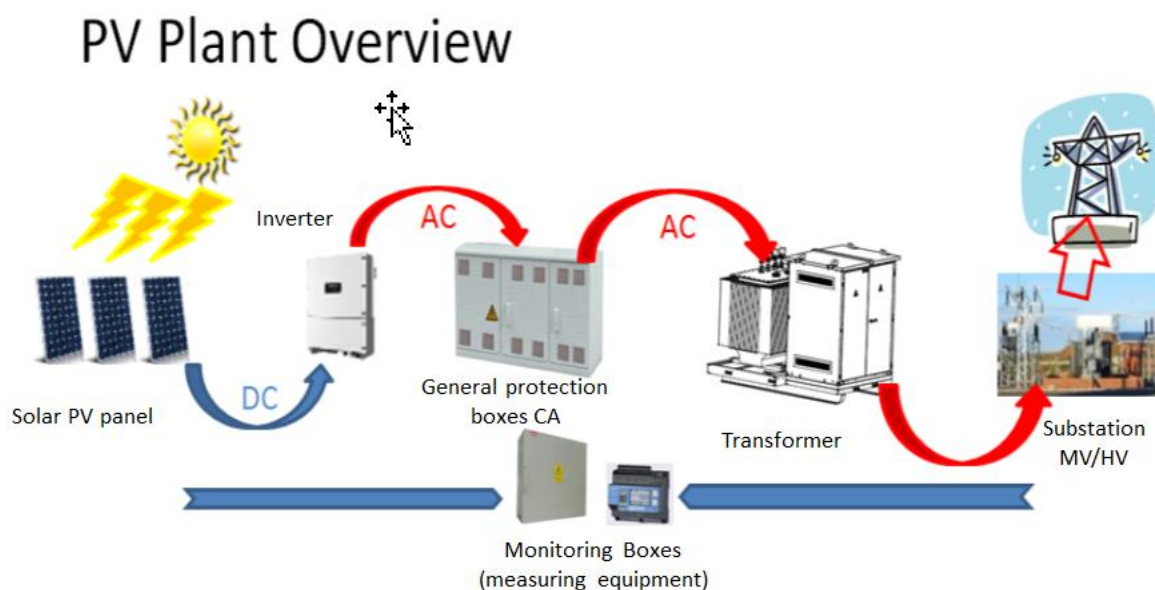 PV Plant Overview
Inverter
AC
AC
DC
Solar PV panel
General protection
boxes CA
Transformer
Substation
MV/HV
Monitoring Boxes
(measuring equipment)